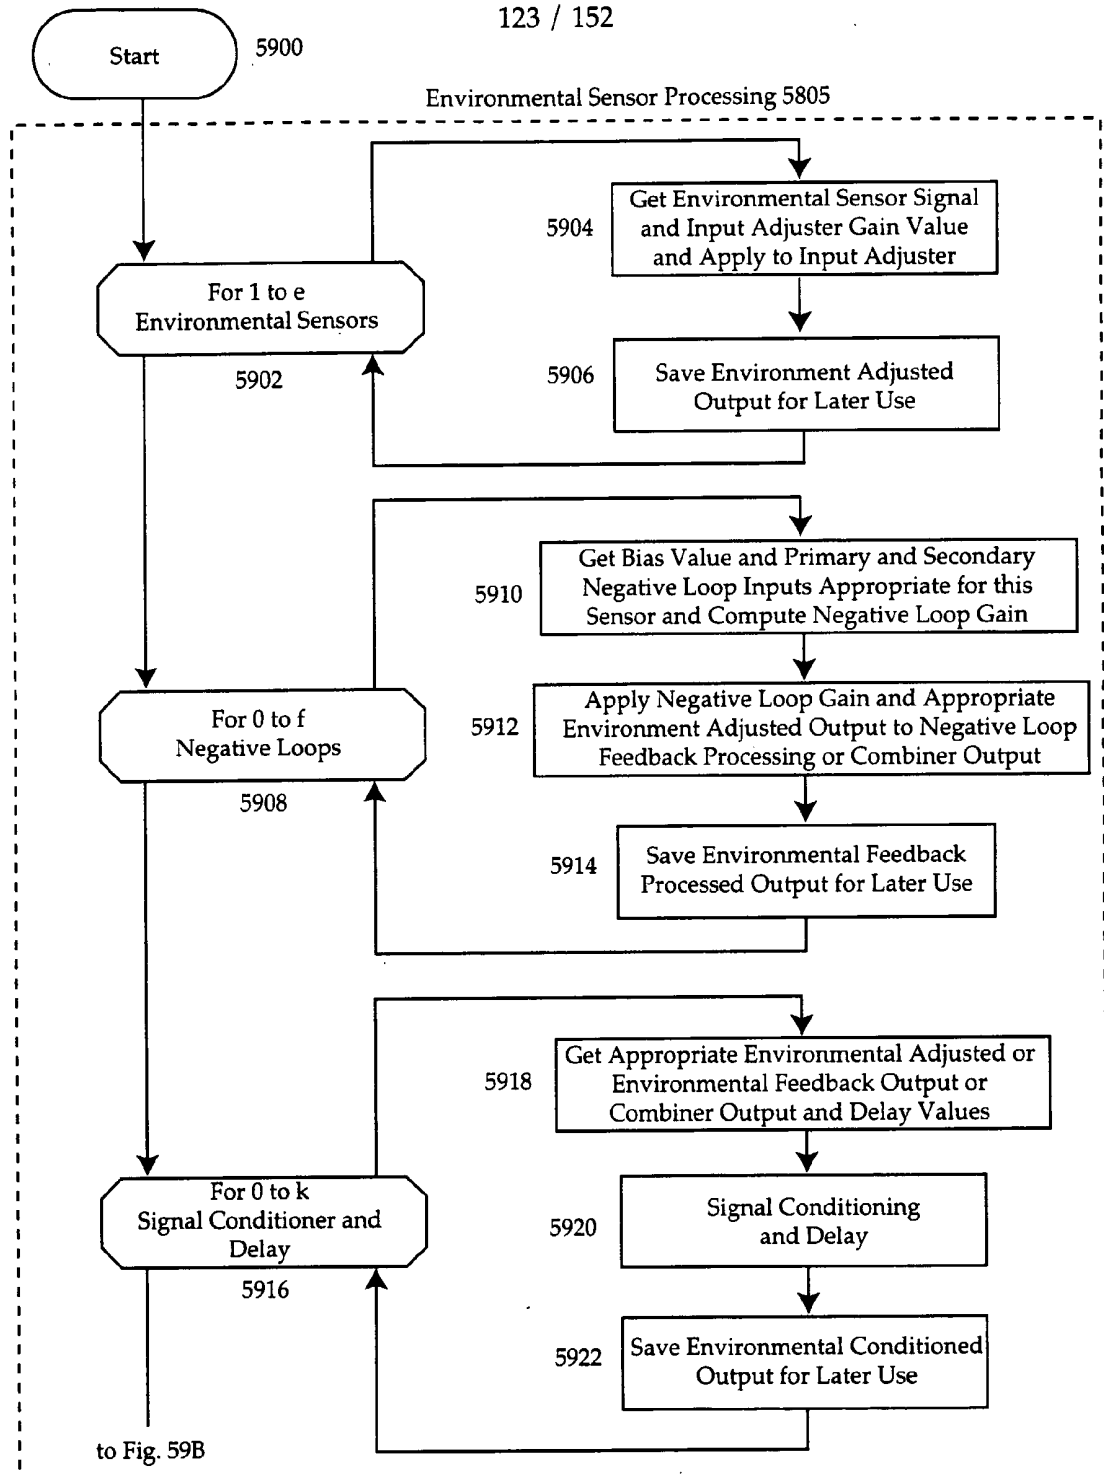 123 / 152
Start
5900
Environmental Sensor Processing 5805
5904
Get Environmental Sensor Signal
and Input Adjuster Gain Value
and Apply to Input Adjuster
For 1 to e
Environmental Sensors
5902
5906
Save Environment Adjusted
Output for Later Use
5910
Get Bias Value and Primary and Secondary
Negative Loop Inputs Appropriate for this
Sensor and Compute Negative Loop Gain
For 0 to f
Negative Loops
5908
5912
Apply Negative Loop Gain and Appropriate
Environment Adjusted Output to Negative Loop
Feedback Processing or Combiner Output
5914
Save Environmental Feedback
Processed Output for Later Use
5918
Get Appropriate Environmental Adjusted or
Environmental Feedback Output or
Combiner Output and Delay Values
For 0 to k
Signal Conditioner and
Delay
5916
5920
Signal Conditioning
and Delay
5922
Save Environmental Conditioned
Output for Later Use
to Fig. 59B